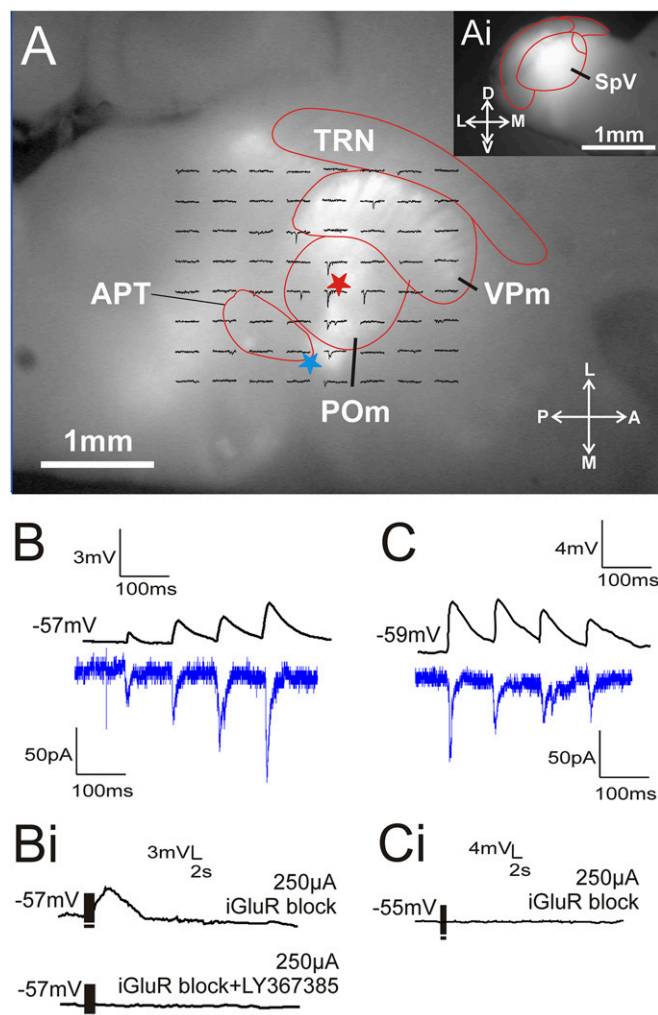 A
Ai
TRN
SpV
D
L M
V
1mm
APT
VPm
POm
1mm
L
P A
M
B
3mV
100ms
-57mV
50pA
100ms
C
4mV
100ms
-59mV
50pA
100ms
Bi
3mV
2s
250µA
-57mV
iGluR block
250µA
-57mV
iGluR block+LY367385
Ci
4mV
2s
250µA
iGluR block
-55mV